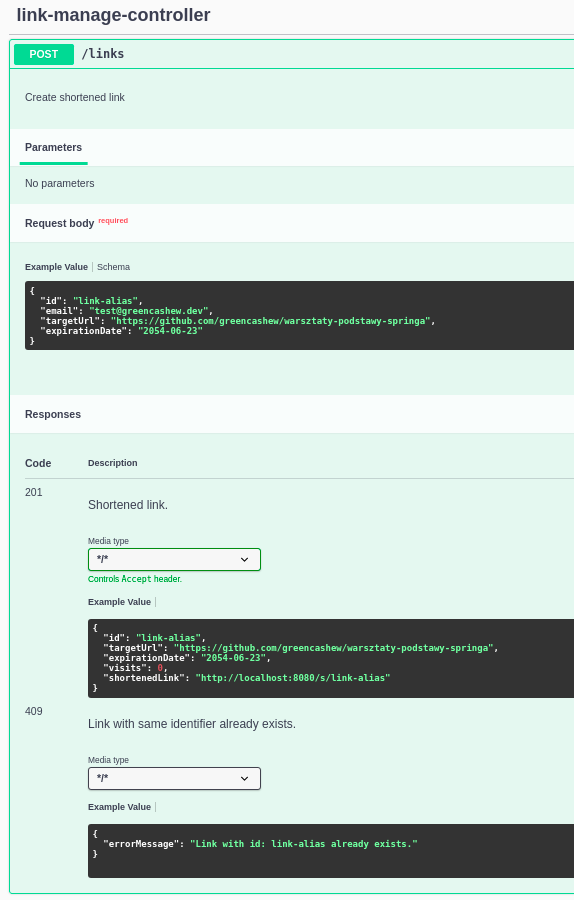 link-manage-controller
POST /links
Create shortened link
Parameters
No parameters
Request body required
Example Value | Schema
{
  "id": "link-alias",
  "email": "test@greencashew.dev",
  "targetUrl": "https://github.com/greencashew/warsztaty-podstawy-springa",
  "expirationDate": "2054-06-23"
}
Responses
Code Description
201
Shortened link.
Media type
*/*
Controls Accept header.
Example Value |
{
  "id": "link-alias",
  "targetUrl": "https://github.com/greencashew/warsztaty-podstawy-springa",
  "expirationDate": "2054-06-23",
  "visits": 0,
  "shortenedLink": "http://localhost:8080/s/link-alias"
}
409
Link with same identifier already exists.
Media type
*/*
Example Value |
{
  "errorMessage": "Link with id: link-alias already exists."
}